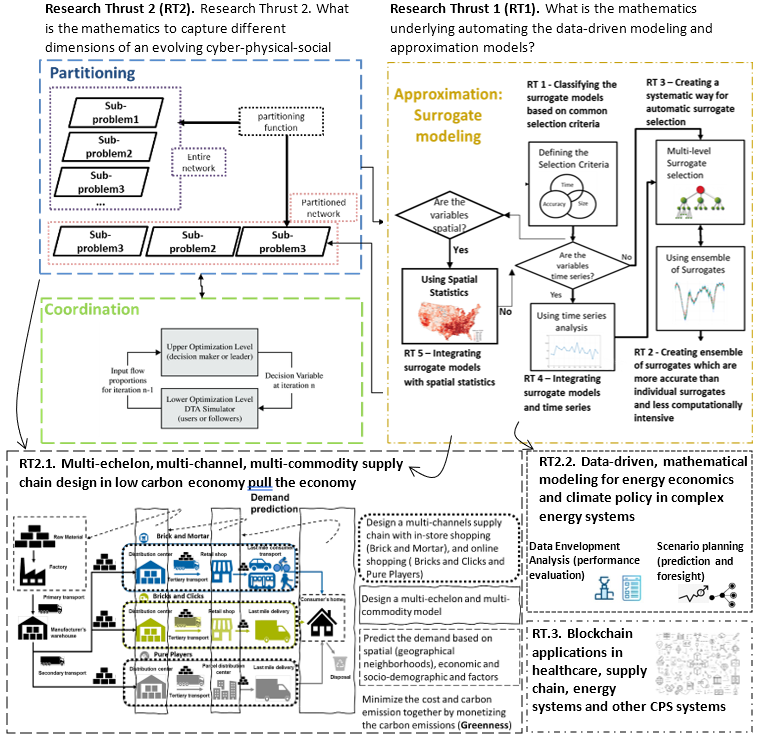 Research Thrust 2 (RT2). Research Thrust 2. What
is the mathematics to capture different
dimensions of an evolving cyber-physical-social
Research Thrust 1 (RT1). What is the mathematics
underlying automating the data-driven modeling and
approximation models?
Partitioning
Sub-
problem1
Sub-
problem2
Sub-
problem3
...
partitioning
function
Entire
network
Partitioned
network
Sub-
problem3
Sub-
problem2
Sub-
problem3
Coordination
Upper Optimization Level
(decision maker or leader)
Input flow
proportions
for iteration n-1
Decision Variable
at iteration n
Lower Optimization Level
DTA Simulator
(users or followers)
Approximation:
Surrogate
modeling
RT 1 - Classifying the
surrogate models
based on common
selection criteria
RT 3 – Creating a
systematic way for
automatic surrogate
selection
Defining the
Selection Criteria
Time
Accuracy
Size
Multi-level
Surrogate
selection
Are the
variables
spatial?
Yes
No
Are the
variables
time series?
No
Yes
Using Spatial
Statistics
Using time series
analysis
Using ensemble
of Surrogates
RT 5 – Integrating
surrogate models
with spatial statistics
RT 4 – Integrating
surrogate models
and time series
RT 2 - Creating ensemble
of surrogates which are
more accurate than
individual surrogates
and less computationally
intensive
RT2.1. Multi-echelon, multi-channel, multi-commodity supply
chain design in low carbon economy pull the economy
Demand
prediction
Raw Material
Factory
Primary transport
Manufacturer's
warehouse
Secondary transport
Brick and Mortar
Distribution center
Retail shop
Last mile consumer
transport
Tertiary transport
Bricks and Clicks
Distribution center
Retail shop
Last mile delivery
Tertiary transport
Pure Players
Distribution center
Parcel distribution
center
Last mile delivery
Tertiary transport
Consumer's home
Disposal
Design a multi-channels supply
chain with in-store shopping
(Brick and Mortar), and online
shopping ( Bricks and Clicks and
Pure Players)
Design a multi-echelon and multi-
commodity model
Predict the demand based on
spatial (geographical
neighborhoods), economic and
socio-demographic and factors
Minimize the cost and carbon
emission together by monetizing
the carbon emissions (Greenness)
RT2.2. Data-driven, mathematical
modeling for energy economics
and climate policy in complex
energy systems
Data Envelopment
Analysis (performance
evaluation)
Scenario planning
(prediction and
foresight)
RT.3. Blockchain
applications in
healthcare, supply
chain, energy
systems and other CPS systems